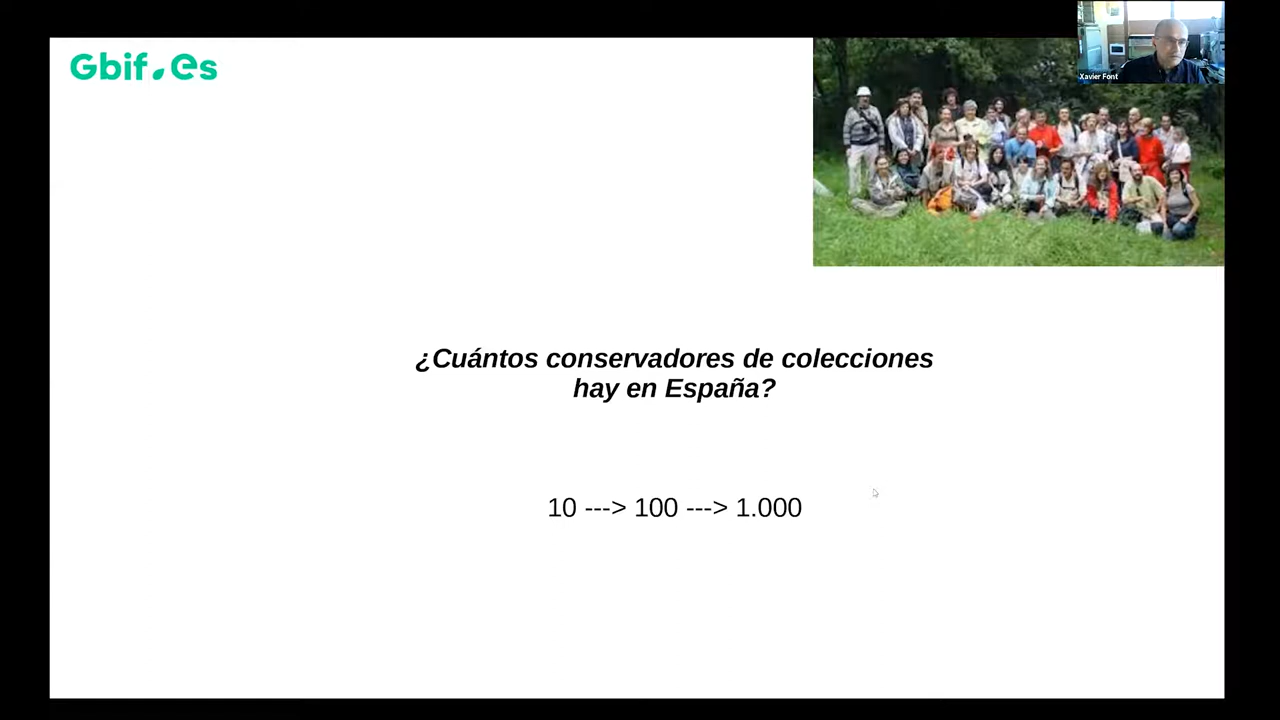 Gbif.es
Xavier Font
¿Cuántos conservadores de colecciones
hay en España?
10 ---> 100 ---> 1.000